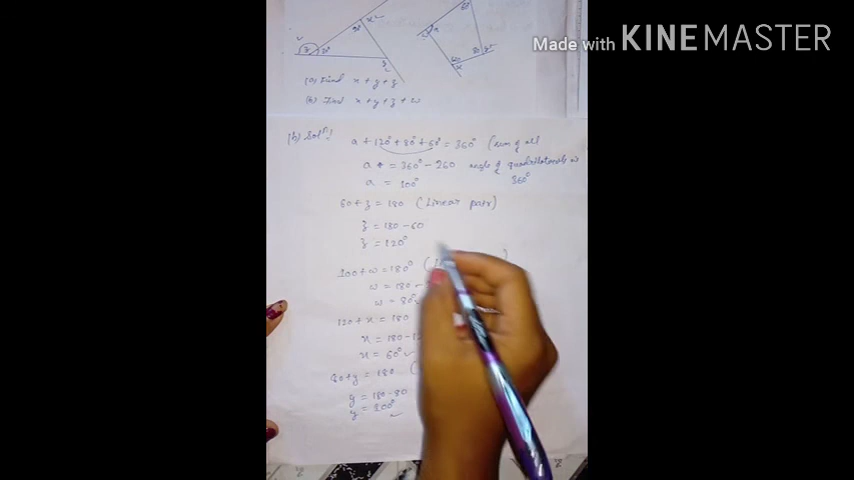 Made with KINEMASTER
(a) Find x + y + z
(b) Find x + y + z + w
(b) Solⁿ:
a + 120° + 80° + 60° = 360° (sum of all
a = 360° - 260 angle of quadrilaterals is
a = 100° 360°
60 + z = 180 (Linear pair)
z = 180 - 60
z = 120°
100 + w = 180° (
w = 180 -
w = 80°
120 + x = 180
x = 180 - 12
x = 60°
80 + y = 180 (
y = 180 - 80
y = 100°